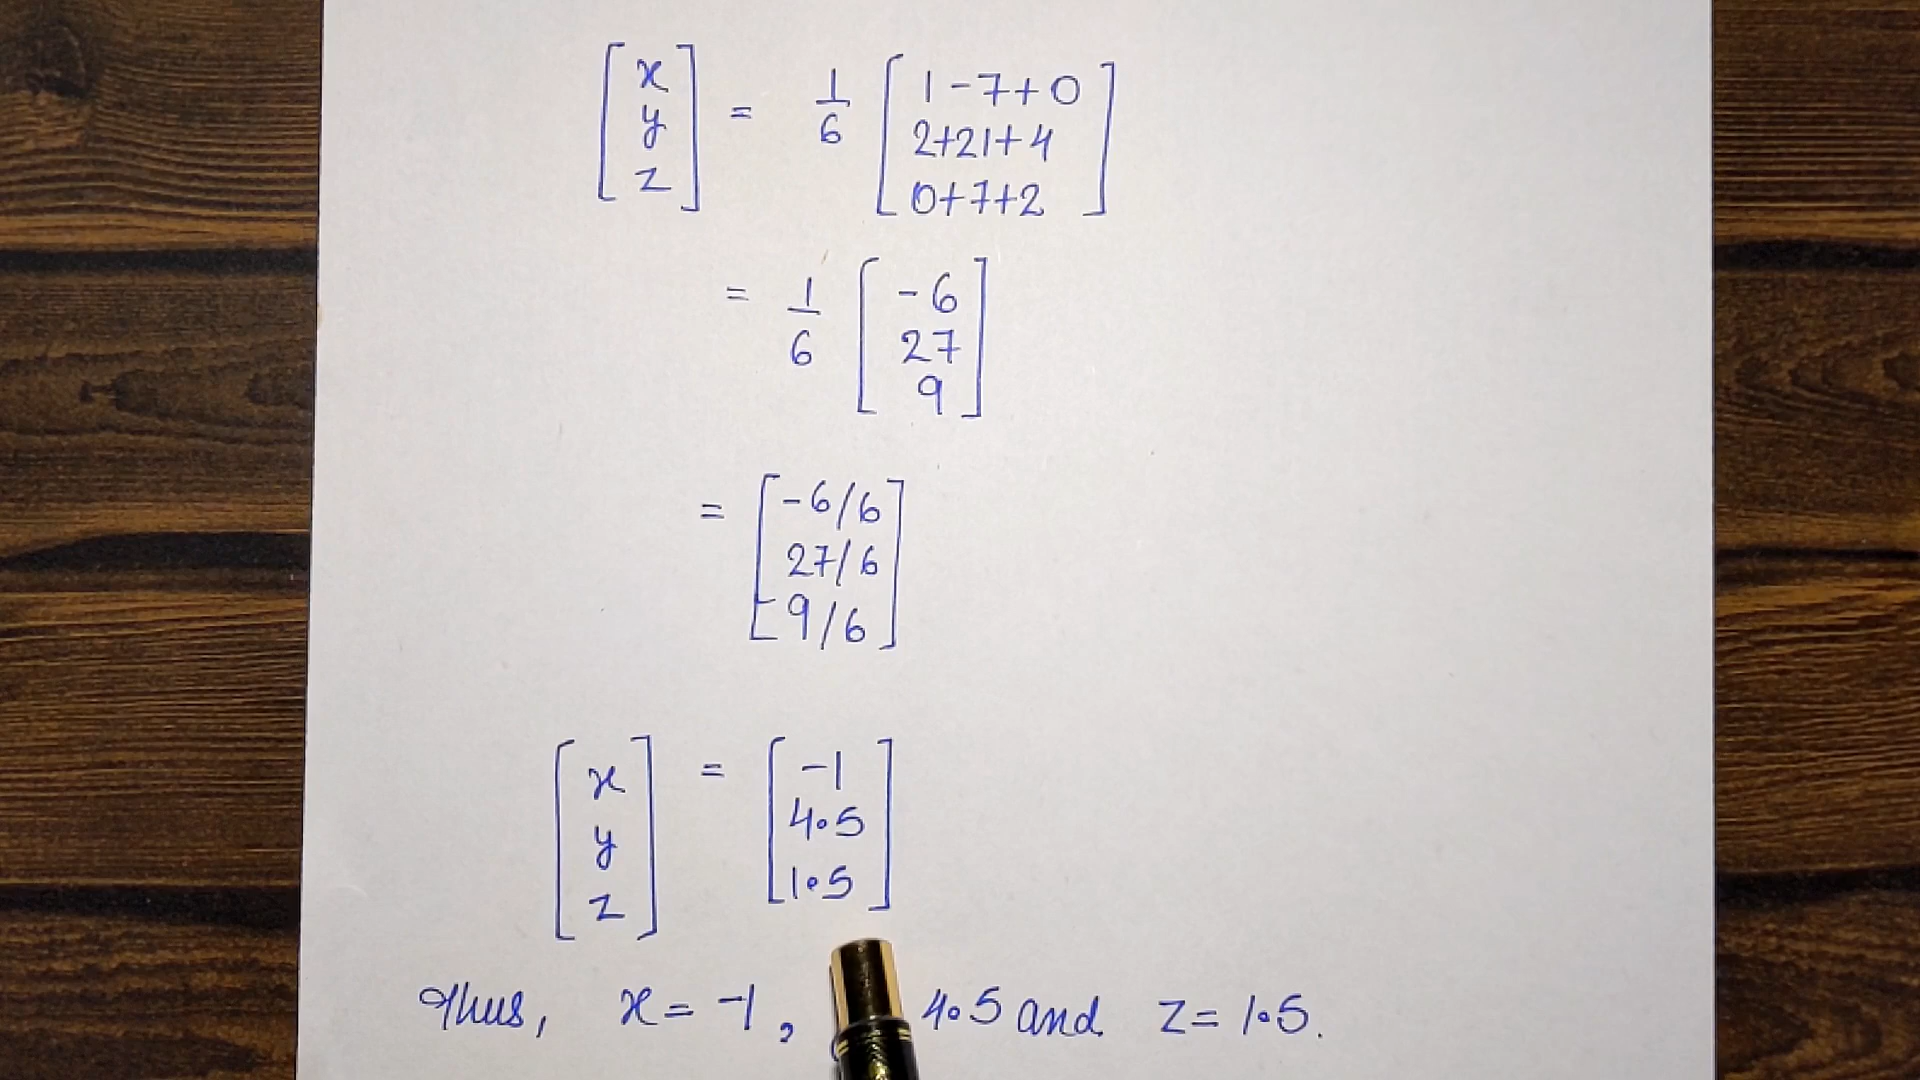 [x y z] = 1/6 [1-7+0 2+21+4 0+7+2]
= 1/6 [-6 27 9]
= [-6/6 27/6 9/6]
[x y z] = [-1 4.5 1.5]
Thus, x = -1, 4.5 and z = 1.5.